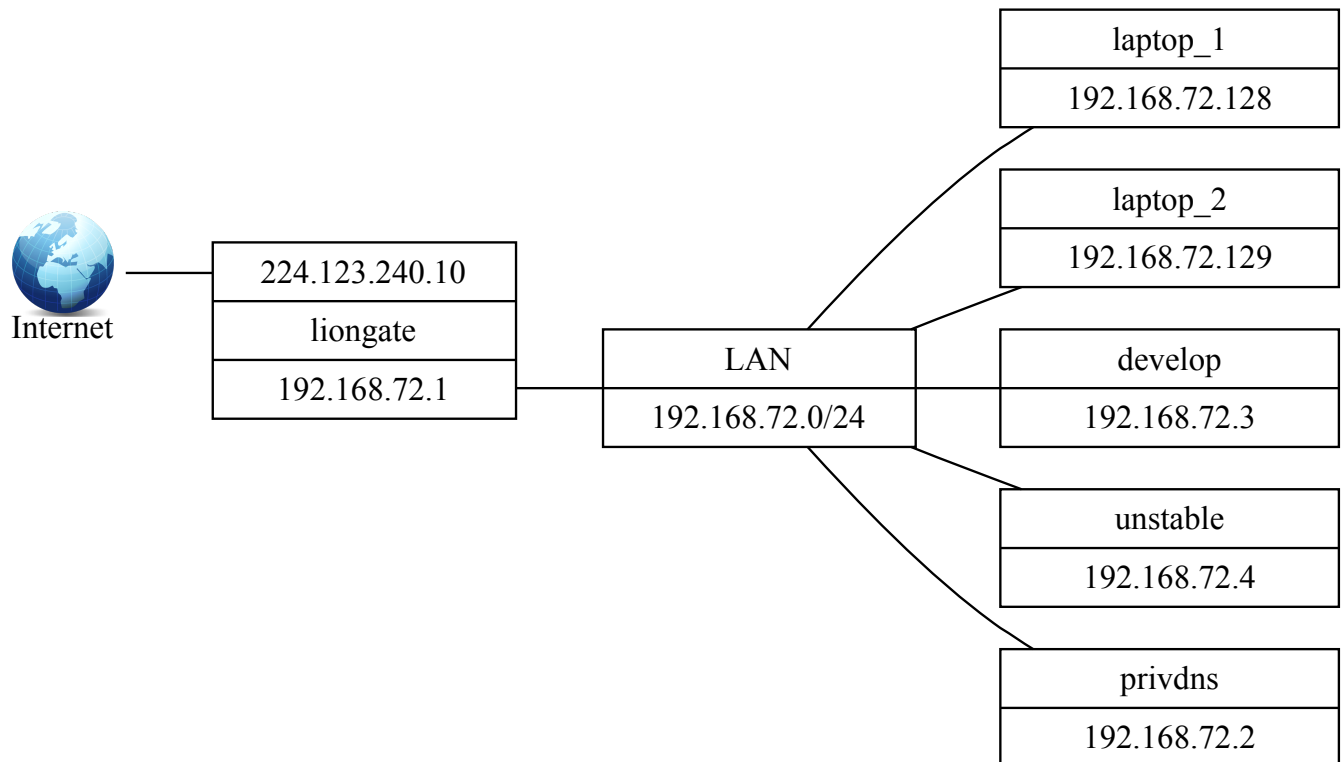 Internet
224.123.240.10
liongate
192.168.72.1
LAN
192.168.72.0/24
laptop_1
192.168.72.128
laptop_2
192.168.72.129
develop
192.168.72.3
unstable
192.168.72.4
privdns
192.168.72.2